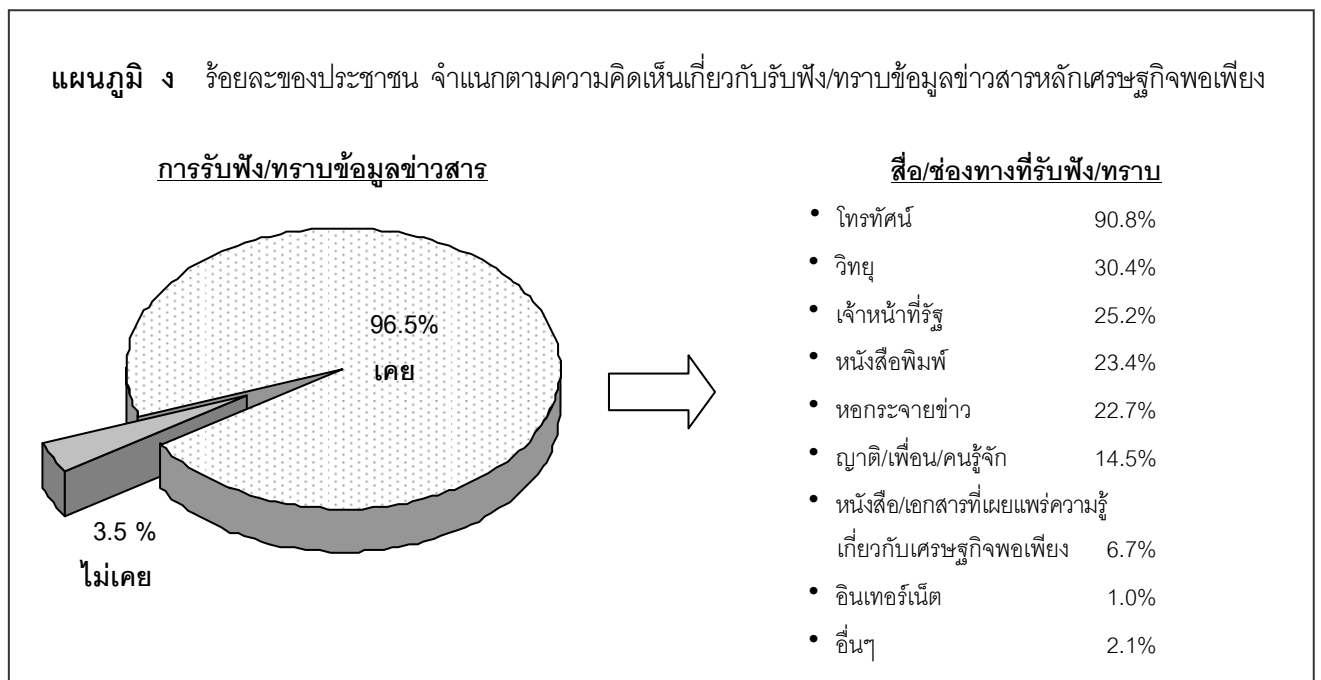 แผนภูมิ ง ร้อยละของประชาชน จำแนกตามความคิดเห็นเกี่ยวกับรับฟัง/ทราบข้อมูลข่าวสารหลักเศรษฐกิจพอเพียง
การรับฟัง/ทราบข้อมูลข่าวสาร
96.5%
เคย
3.5 %
ไม่เคย
สื่อ/ช่องทางที่รับฟัง/ทราบ
• โทรทัศน์ 90.8%
• วิทยุ 30.4%
• เจ้าหน้าที่รัฐ 25.2%
• หนังสือพิมพ์ 23.4%
• หอกระจายข่าว 22.7%
• ญาติ/เพื่อน/คนรู้จัก 14.5%
• หนังสือ/เอกสารที่เผยแพร่ความรู้
เกี่ยวกับเศรษฐกิจพอเพียง 6.7%
• อินเทอร์เน็ต 1.0%
• อื่นๆ 2.1%